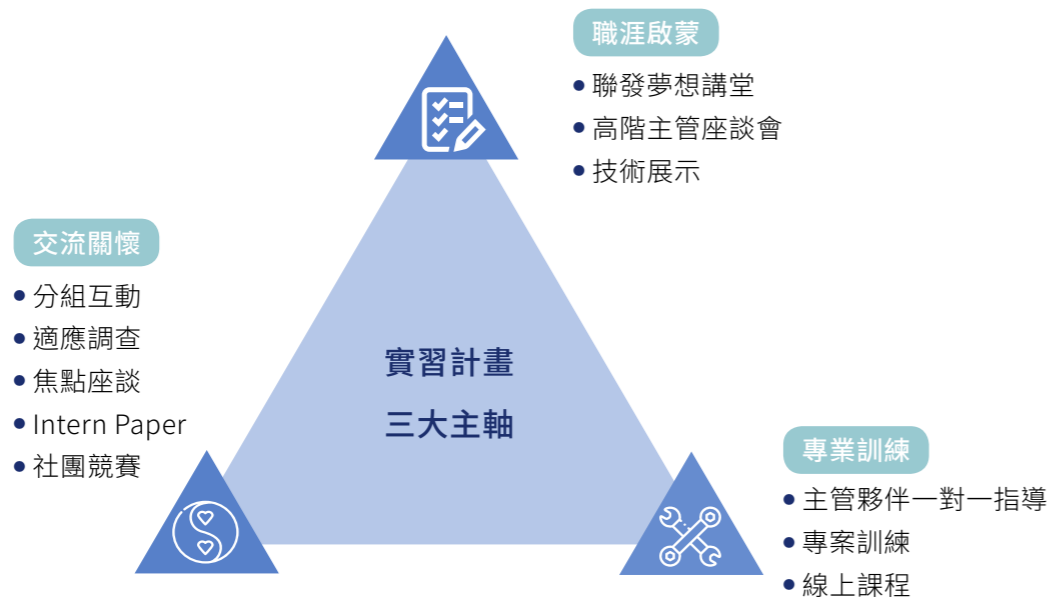 職涯啟蒙
• 聯發夢想講堂
• 高階主管座談會
• 技術展示
交流關懷
• 分組互動
• 適應調查
• 焦點座談
• Intern Paper
• 社團競賽
實習計畫
三大主軸
專業訓練
• 主管夥伴一對一指導
• 專案訓練
• 線上課程